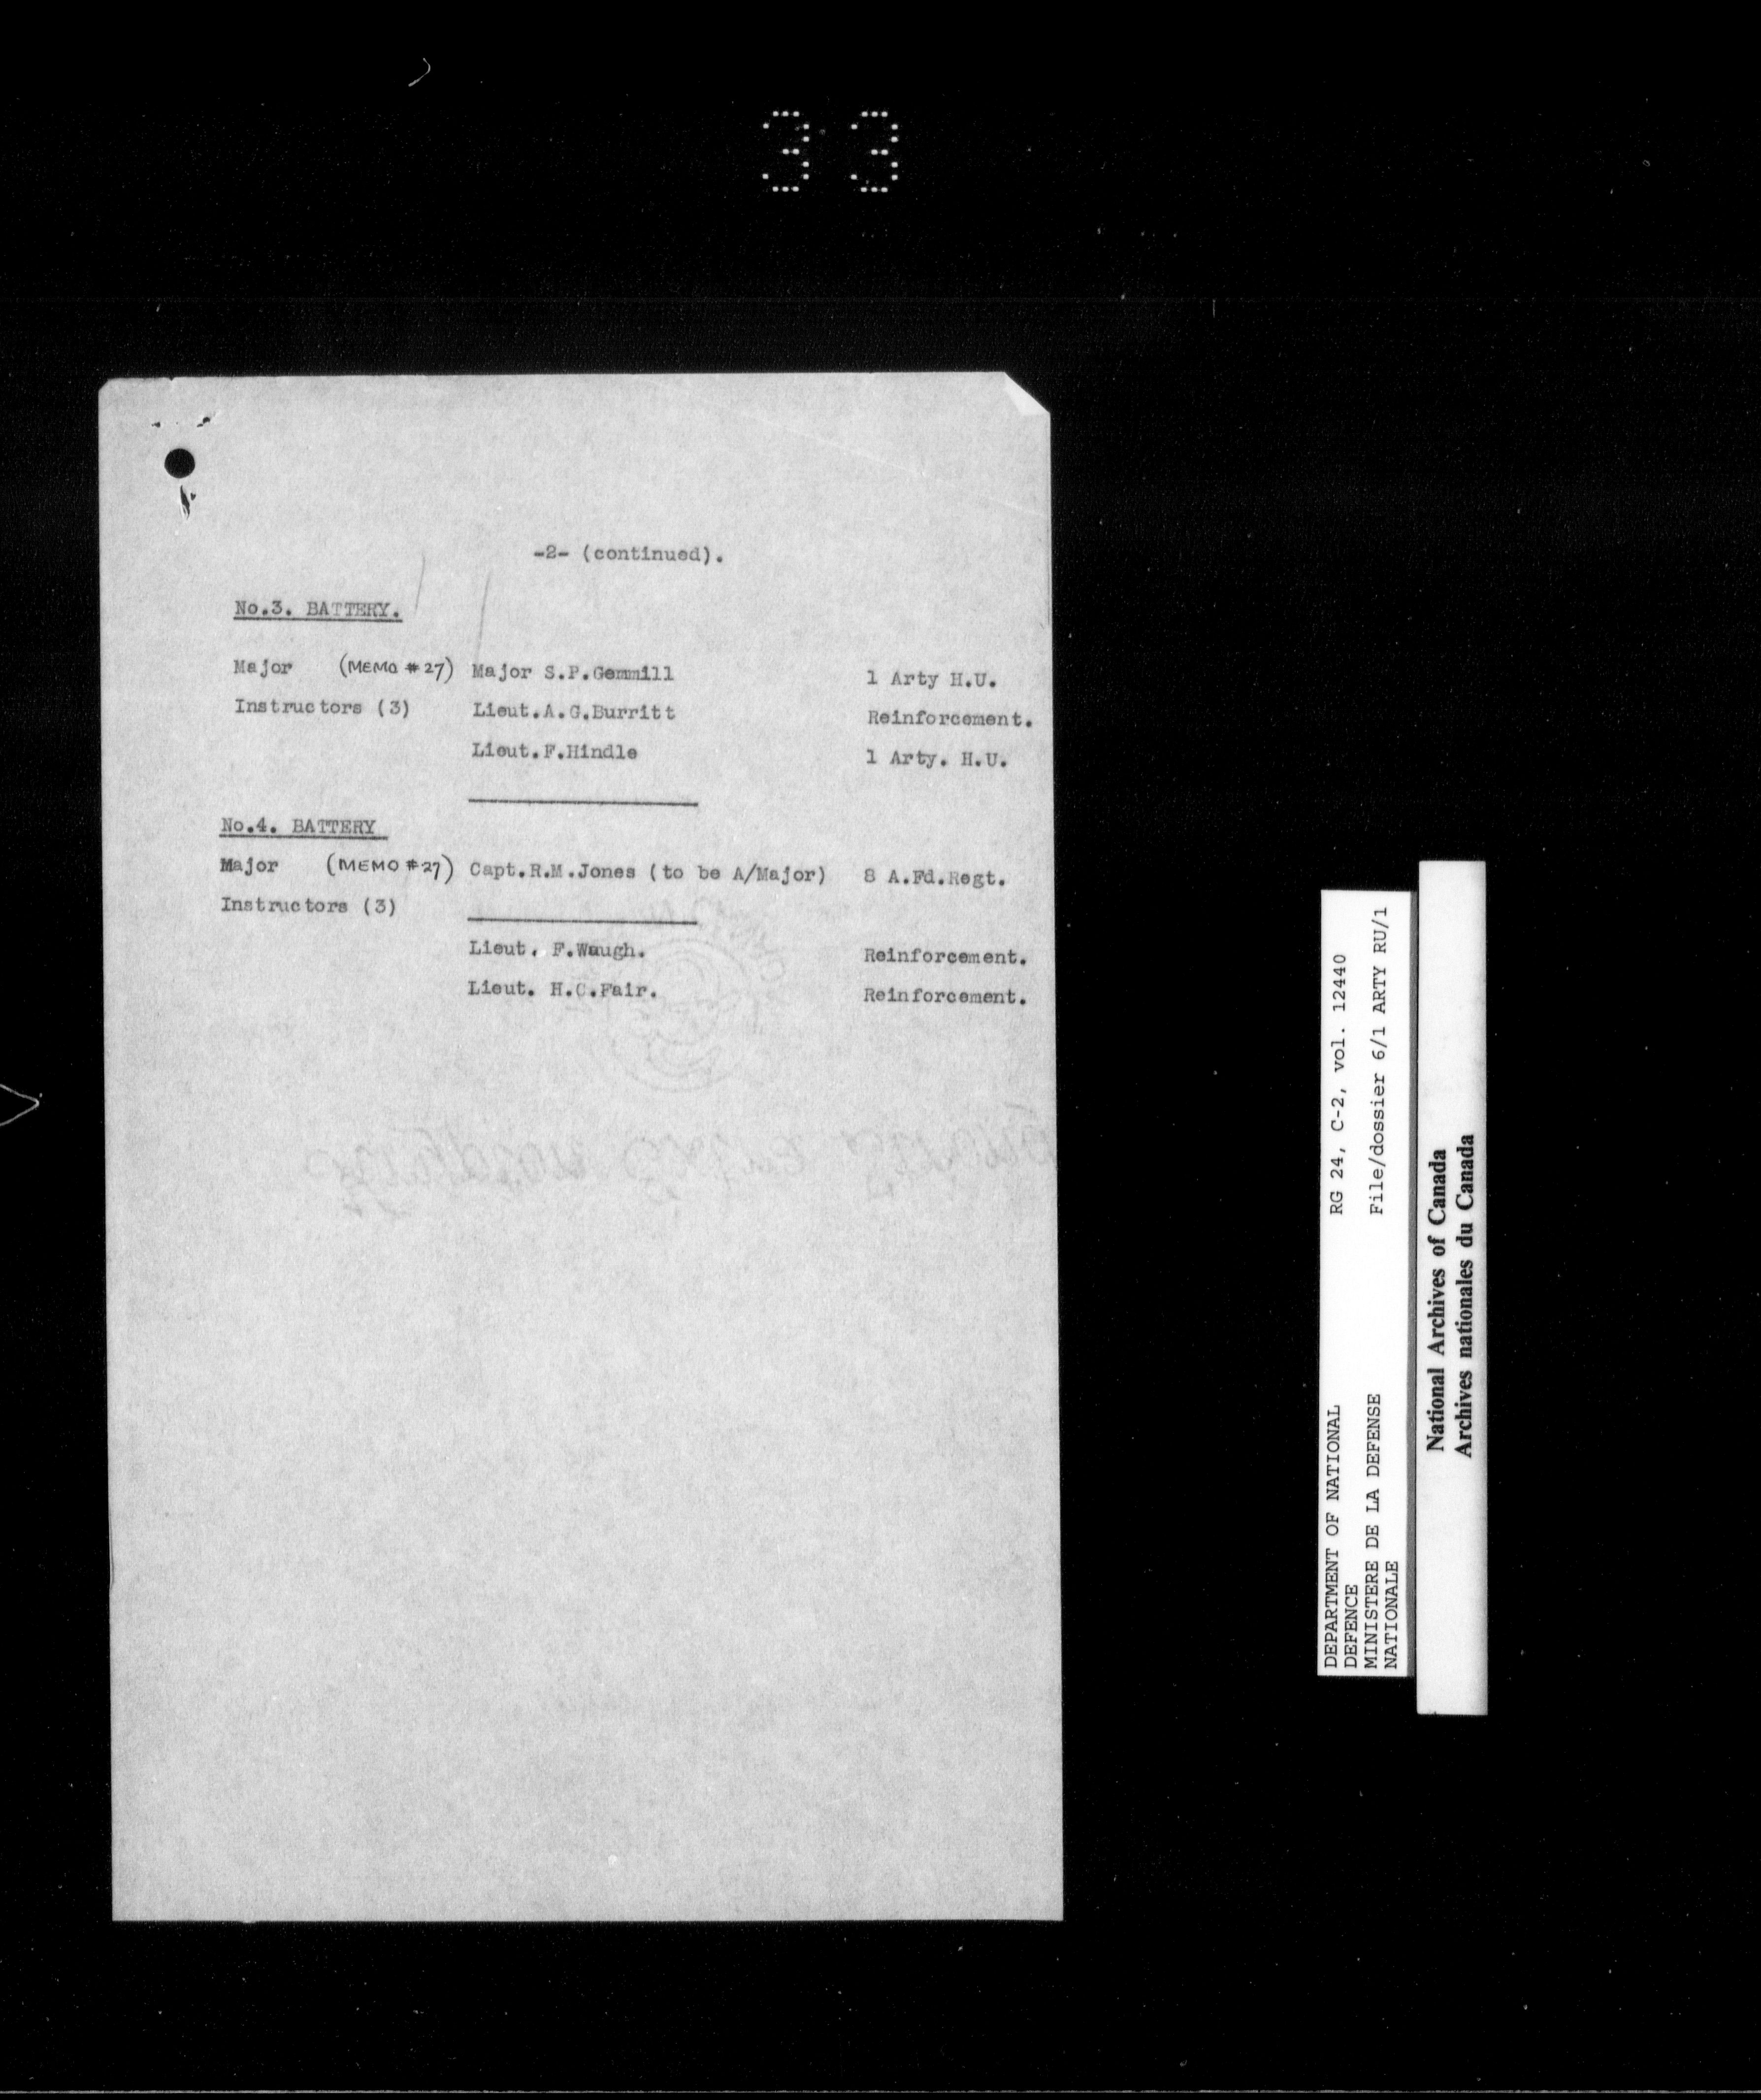 33
-2- (continued).
No.3. BATTERY.
Major (MEMO #27) Major S.P.Gemmill 1 Arty H.U.
Instructors (3) Lieut.A.G.Burritt Reinforcement.
Lieut.F.Hindle 1 Arty. H.U.
No.4. BATTERY
Major (MEMO #27) Capt.R.M.Jones (to be A/Major) 8 A.Fd.Regt.
Instructors (3)
Lieut. F.Waugh. Reinforcement.
Lieut. H.C.Fair. Reinforcement.
DEPARTMENT OF NATIONAL RG 24, C-2, vol. 12440
DEFENCE
MINISTERE DE LA DEFENSE File/dossier 6/1 ARTY RU/1
NATIONALE
National Archives of Canada
Archives nationales du Canada